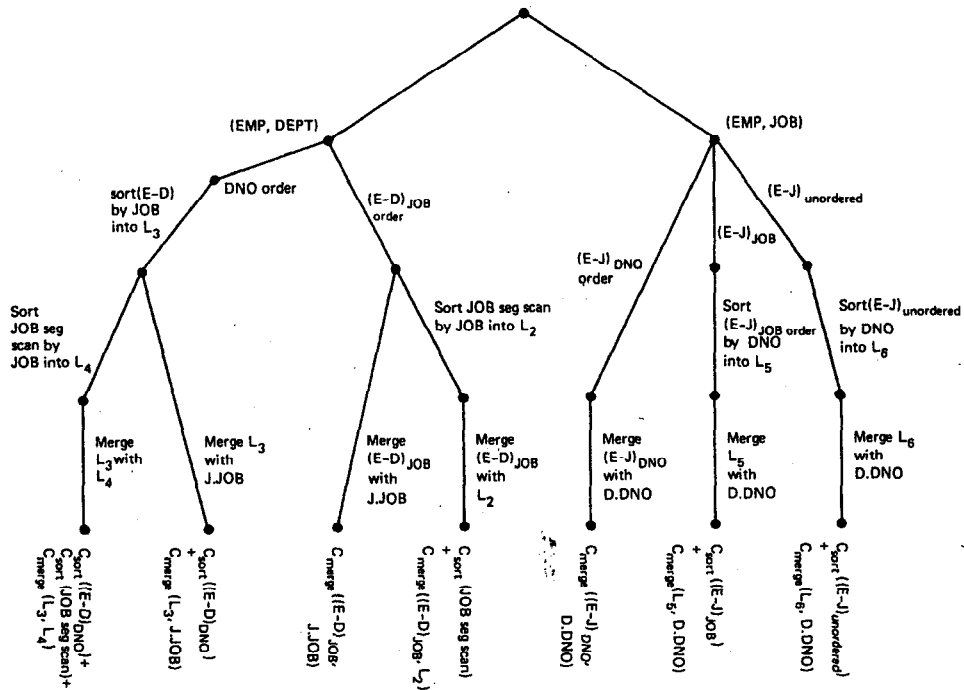 (EMP, DEPT)
(EMP, JOB)
sort(E-D)
by JOB
into L3
DNO order
(E-D)JOB
order
(E-J)DNO
order
(E-J)JOB
(E-J)unordered
Sort
JOB seg
scan by
JOB into L4
Sort JOB seg scan
by JOB into L2
Sort
(E-J)JOB order
by DNO
into L5
Sort(E-J)unordered
by DNO
into L6
Merge
L3 with
L4
Merge L3
with
J.JOB
Merge
(E-D)JOB
with
J.JOB
Merge
(E-D)JOB
with
L2
Merge
(E-J)DNO
with
D.DNO
Merge
L5
with
D.DNO
Merge L6
with
D.DNO
Csort ((E-D)DNO)+
Csort (JOB seg scan)+
Cmerge (L3, L4)
Csort ((E-D)DNO)
+
Cmerge (L3, J.JOB)
Cmerge ((E-D)JOB,
J.JOB)
Csort (JOB seg scan)
+
Cmerge ((E-D)JOB, L2)
Cmerge ((E-J)DNO,
D.DNO)
Csort ((E-J)JOB)
+
Cmerge(L5, D.DNO)
Csort ((E-J)unordered)
+
Cmerge(L6, D.DNO)